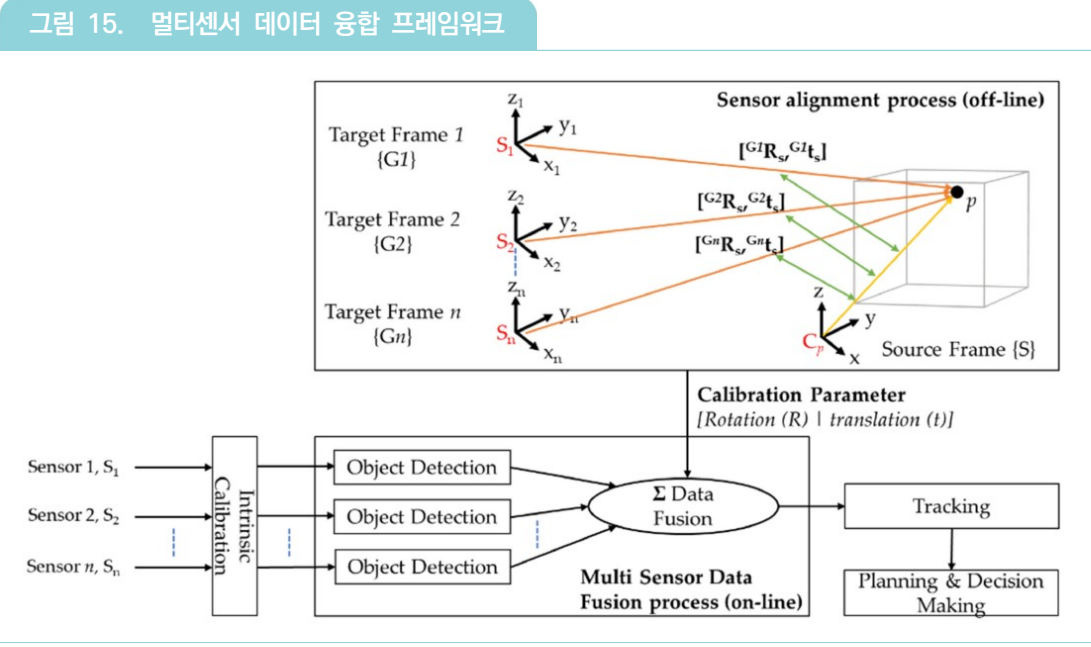 그림 15. 멀티센서 데이터 융합 프레임워크
Sensor alignment process (off-line)
Target Frame 1
{G1}
z1
y1
S1
x1
[G1Rs,G1ts]
Target Frame 2
{G2}
z2
y2
S2
x2
[G2Rs,G2ts]
p
Target Frame n
{Gn}
zn
yn
Sn
xn
[GnRs,Gnts]
z
y
Cp
x
Source Frame {S}
Calibration Parameter
[Rotation (R) | translation (t)]
Sensor 1, S1
Sensor 2, S2
Sensor n, Sn
Intrinsic
Calibration
Object Detection
Object Detection
Object Detection
Σ Data
Fusion
Multi Sensor Data
Fusion process (on-line)
Tracking
Planning & Decision
Making